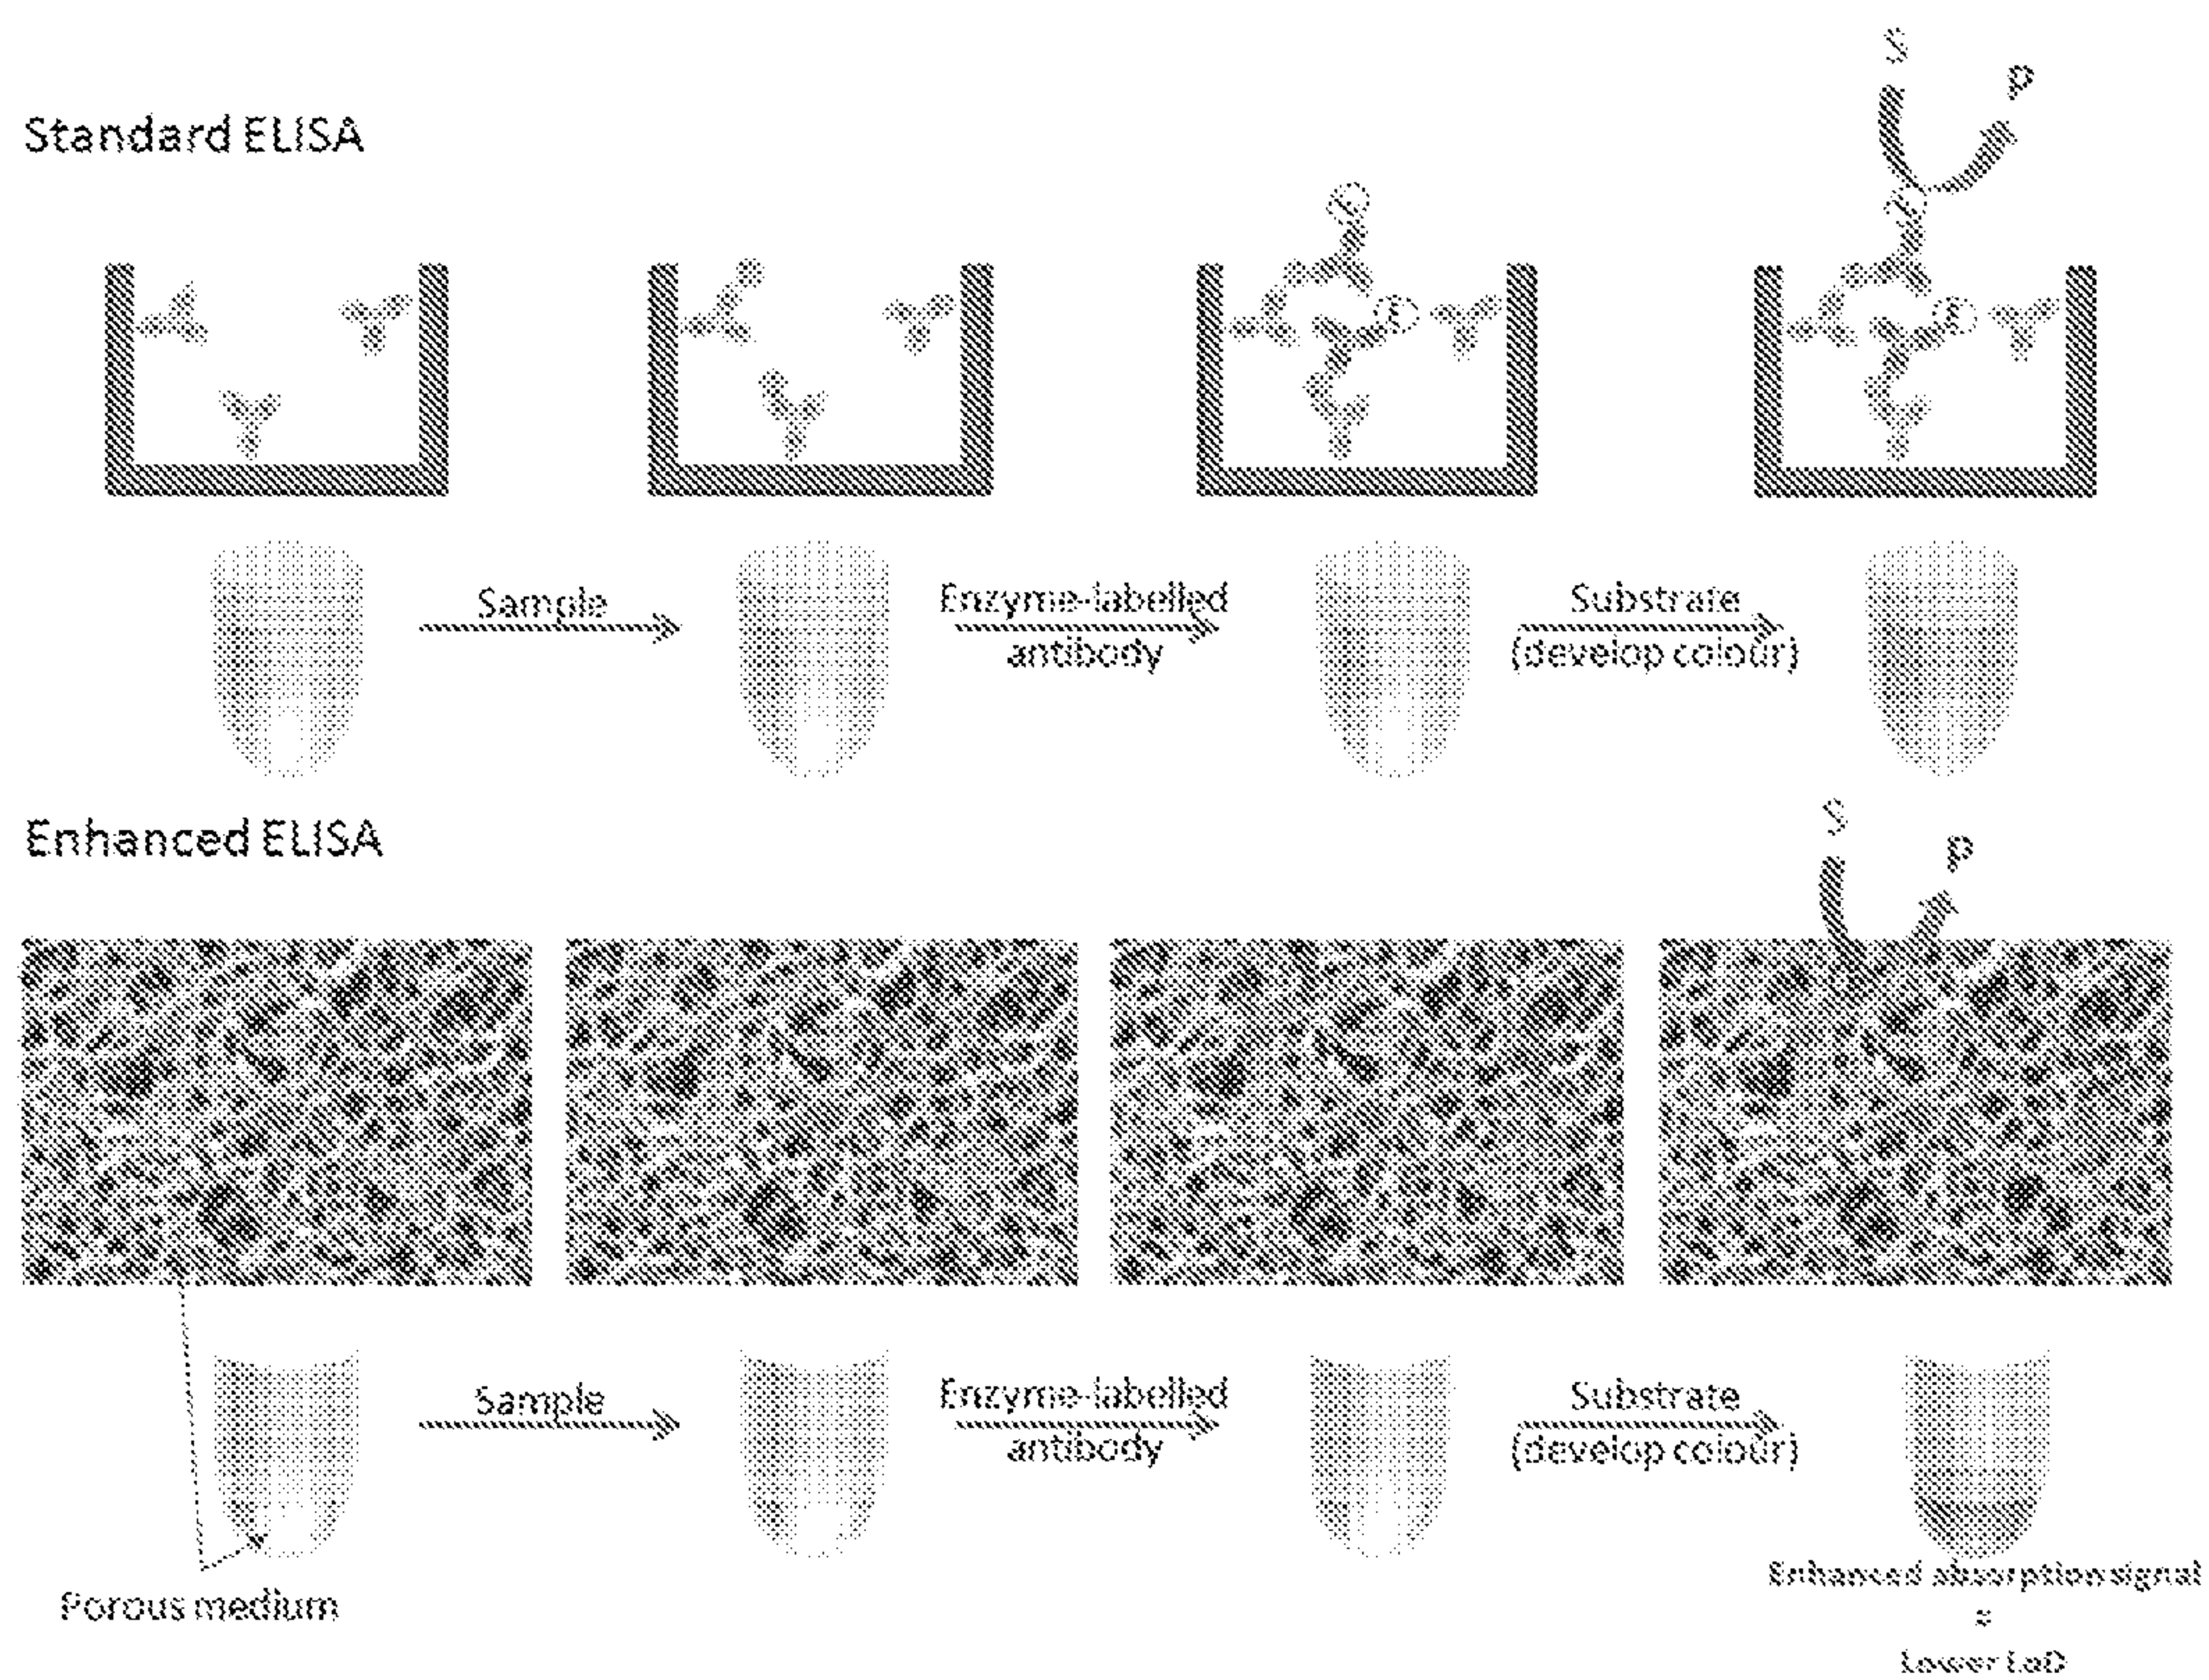 Standard ELISA
S
P
E
E
E
E
Sample
Enzyme-labelled
antibody
Substrate
(develop colour)
Enhanced ELISA
S
P
Sample
Enzyme-labelled
antibody
Substrate
(develop colour)
Porous medium
Enhanced absorption signal
=
Lower LoD